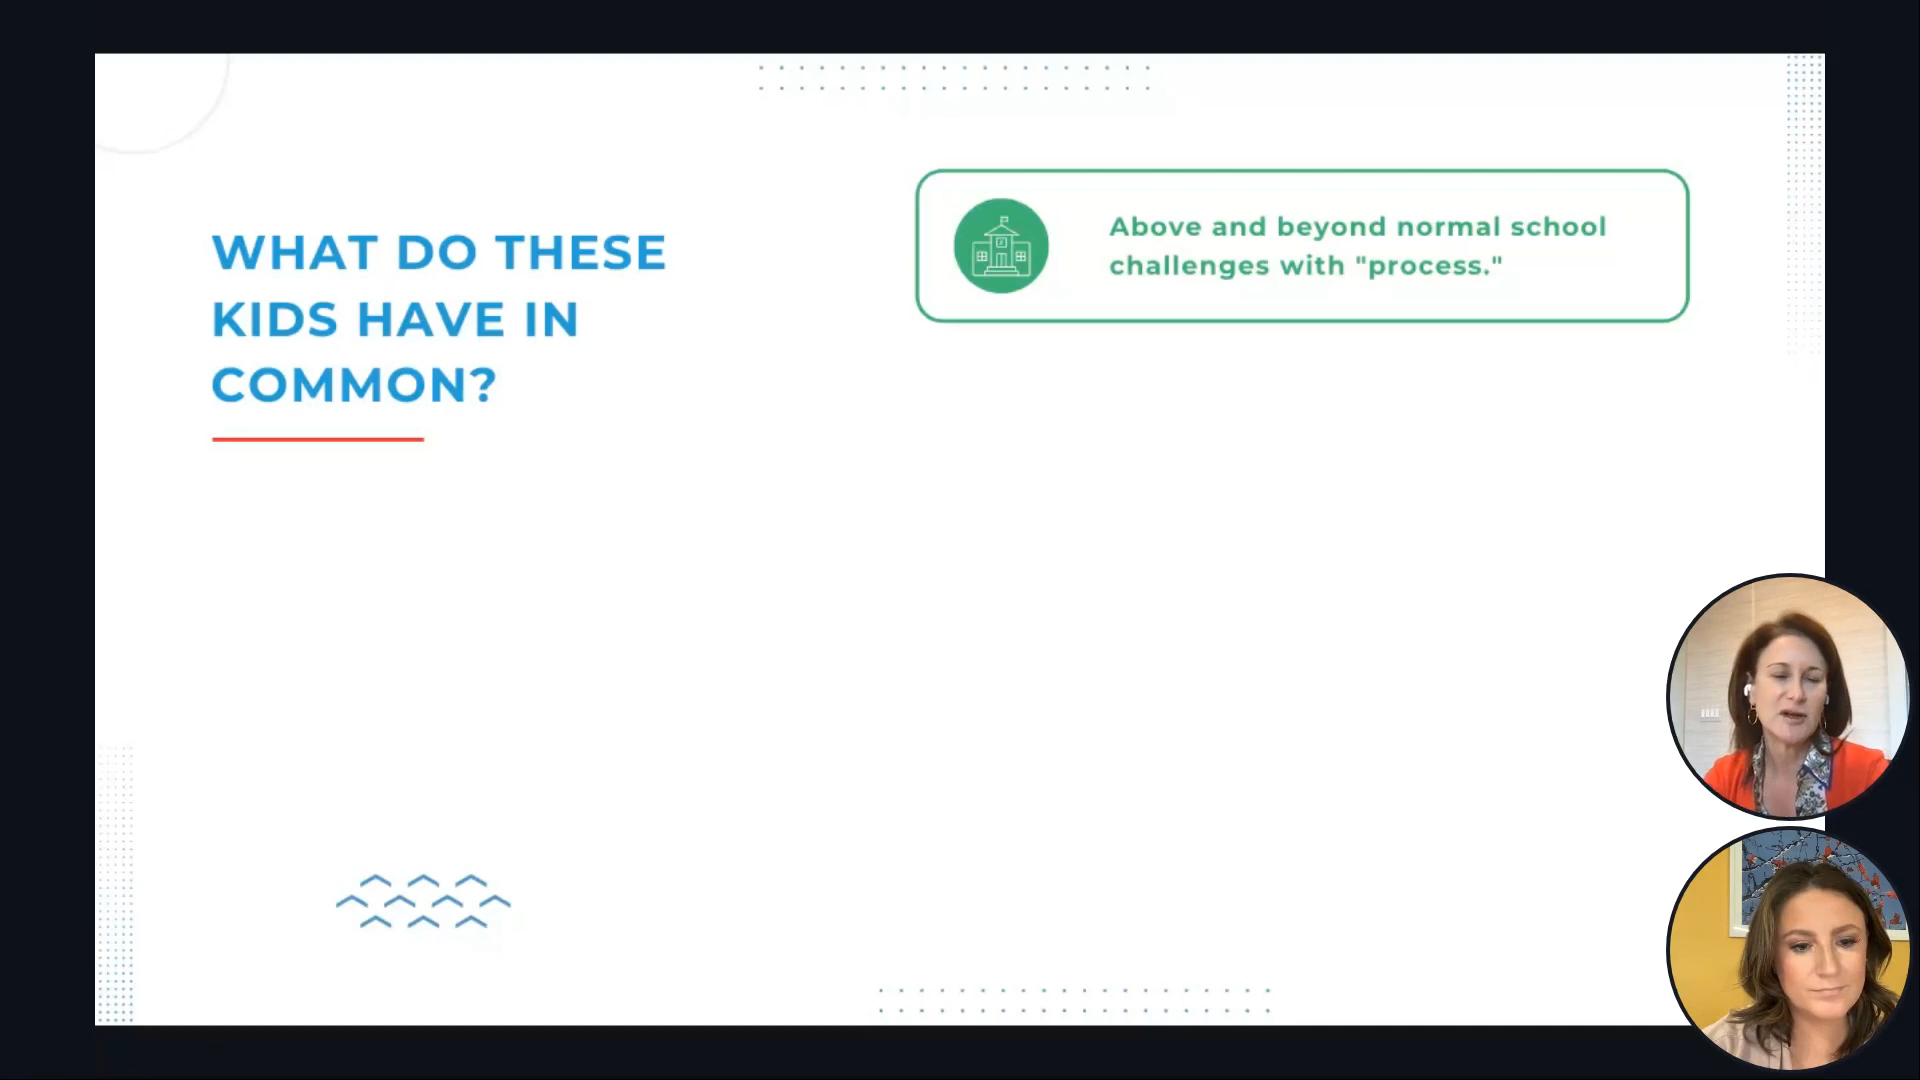 WHAT DO THESE
KIDS HAVE IN
COMMON?
Above and beyond normal school
challenges with "process."